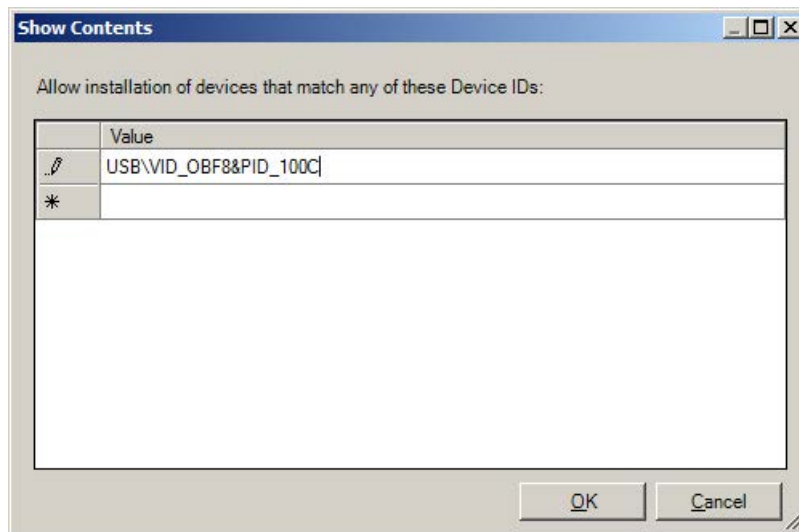 Show Contents
Allow installation of devices that match any of these Device IDs:
Value
USB\VID_OBF8&PID_100C
OK
Cancel